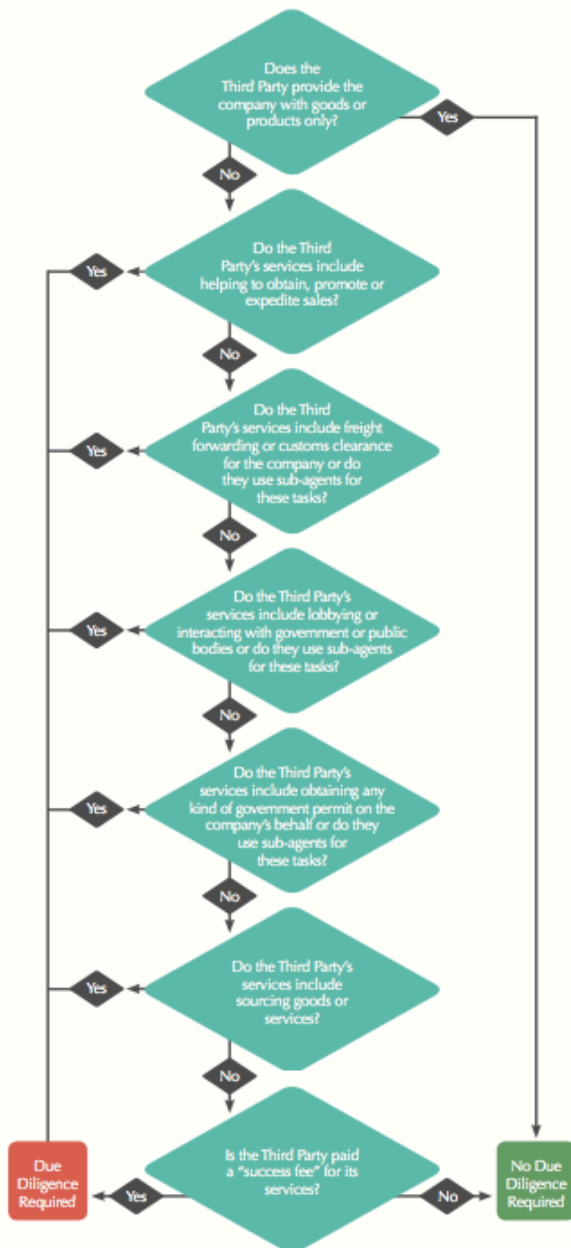 Does the
Third Party provide the
company with goods or
products only?
Yes
No
Do the Third
Party's services include
helping to obtain, promote or
expedite sales?
Yes
No
Do the Third
Party's services include freight
forwarding or customs clearance
for the company or do
they use sub-agents for
these tasks?
Yes
No
Do the Third Party's
services include lobbying or
interacting with government or public
bodies or do they use sub-agents
for these tasks?
Yes
No
Do the Third Party's
services include obtaining any
kind of government permit on the
company's behalf or do they
use sub-agents for
these tasks?
Yes
No
Do the Third Party's
services include
sourcing goods or
services?
Yes
No
Is the Third Party paid
a "success fee" for its
services?
Yes
No
Due
Diligence
Required
No Due
Diligence
Required